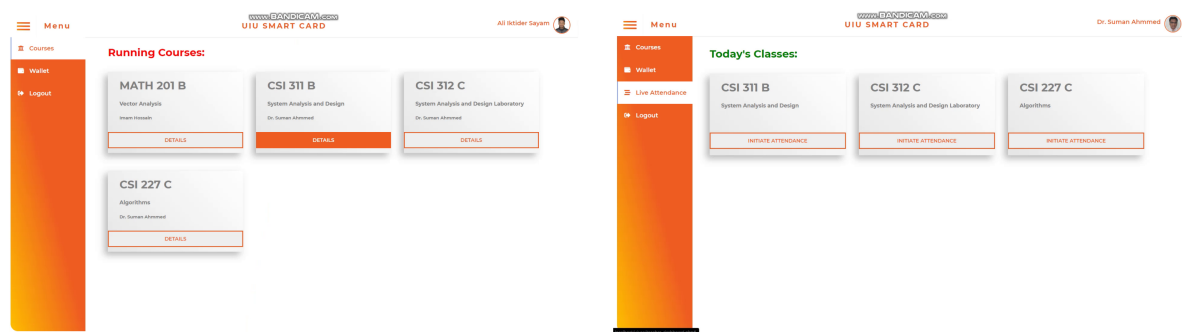 www.BANDICAM.com
Menu
UIU SMART CARD
Ali Iktider Sayam
Courses
Wallet
Logout
Running Courses:
MATH 201 B
Vector Analysis
Imam Hossain
DETAILS
CSI 311 B
System Analysis and Design
Dr. Suman Ahmmed
DETAILS
CSI 312 C
System Analysis and Design Laboratory
Dr. Suman Ahmmed
DETAILS
CSI 227 C
Algorithms
Dr. Suman Ahmmed
DETAILS
www.BANDICAM.com
Menu
UIU SMART CARD
Dr. Suman Ahmmed
Courses
Wallet
Live Attendance
Logout
Today's Classes:
CSI 311 B
System Analysis and Design
INITIATE ATTENDANCE
CSI 312 C
System Analysis and Design Laboratory
INITIATE ATTENDANCE
CSI 227 C
Algorithms
INITIATE ATTENDANCE